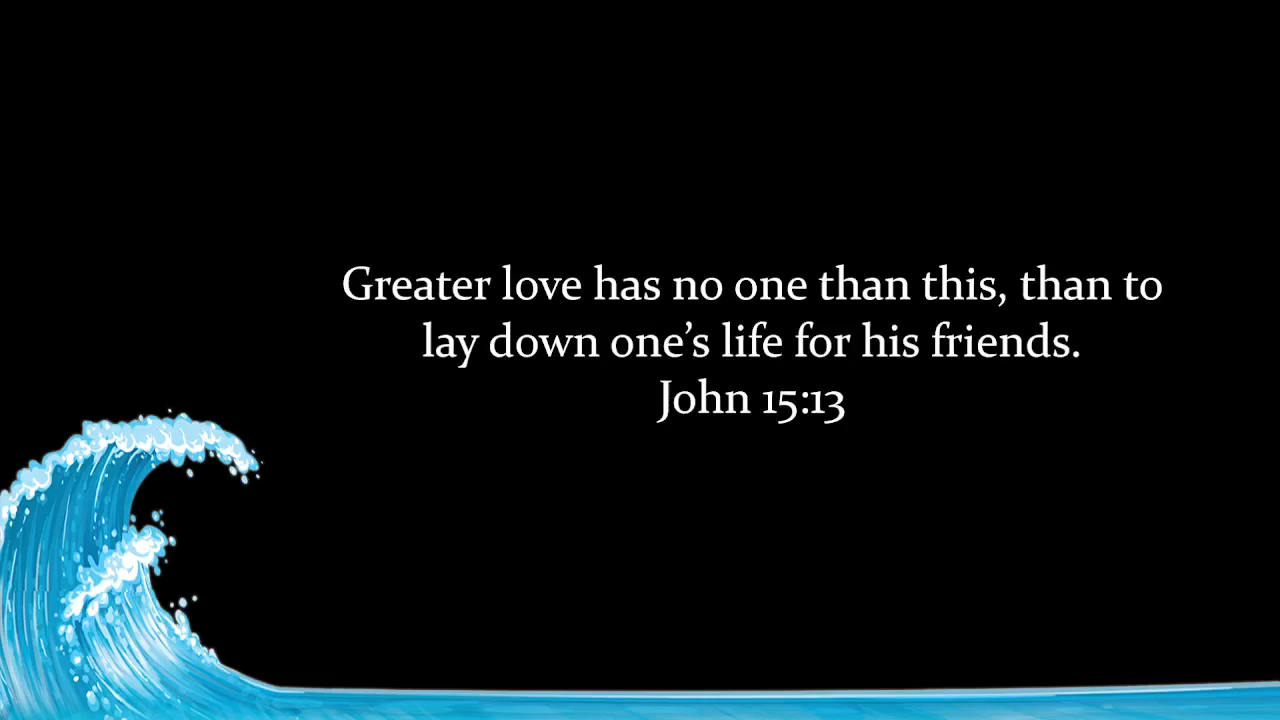 Greater love has no one than this, than to
lay down one’s life for his friends.
John 15:13